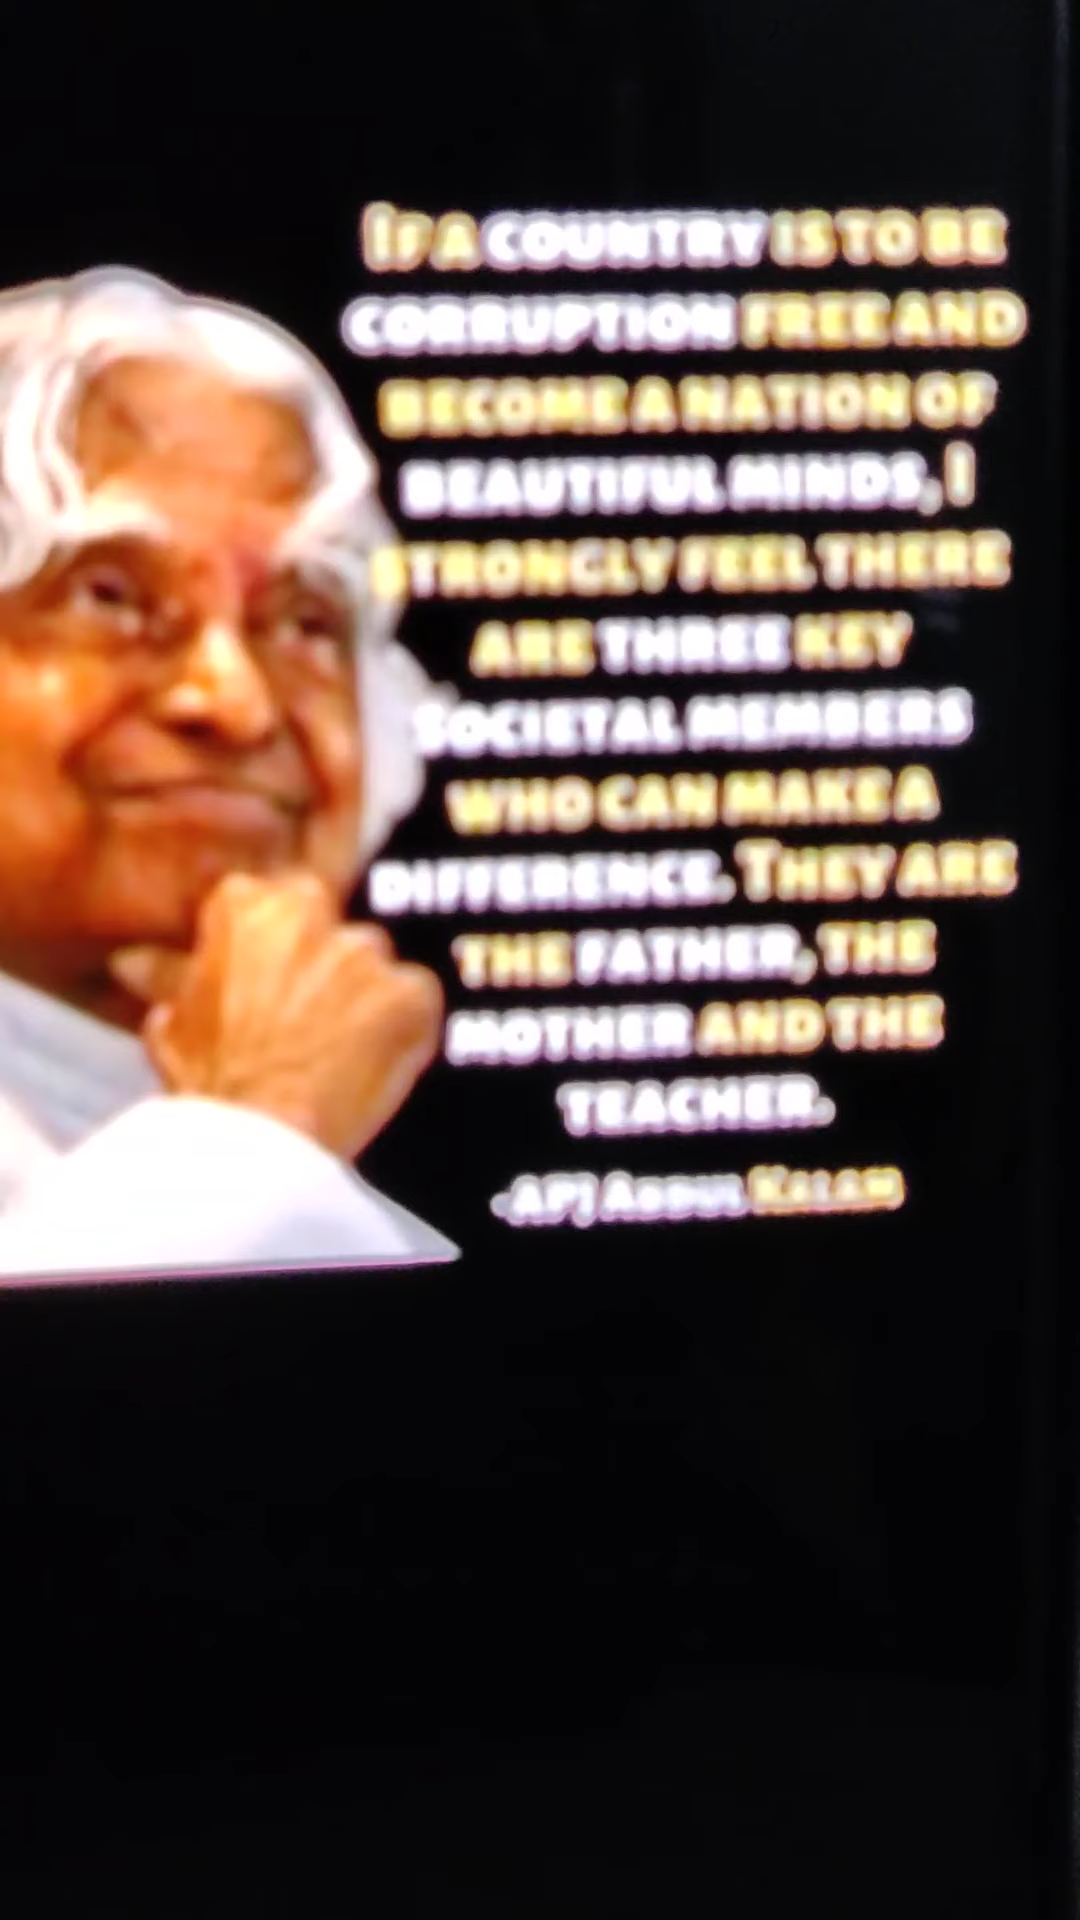 If a country is to be
corruption free and
become a nation of
beautiful minds, I
strongly feel there
are three key
societal members
who can make a
difference. They are
the father, the
mother and the
teacher.
-APJ Abdul Kalam